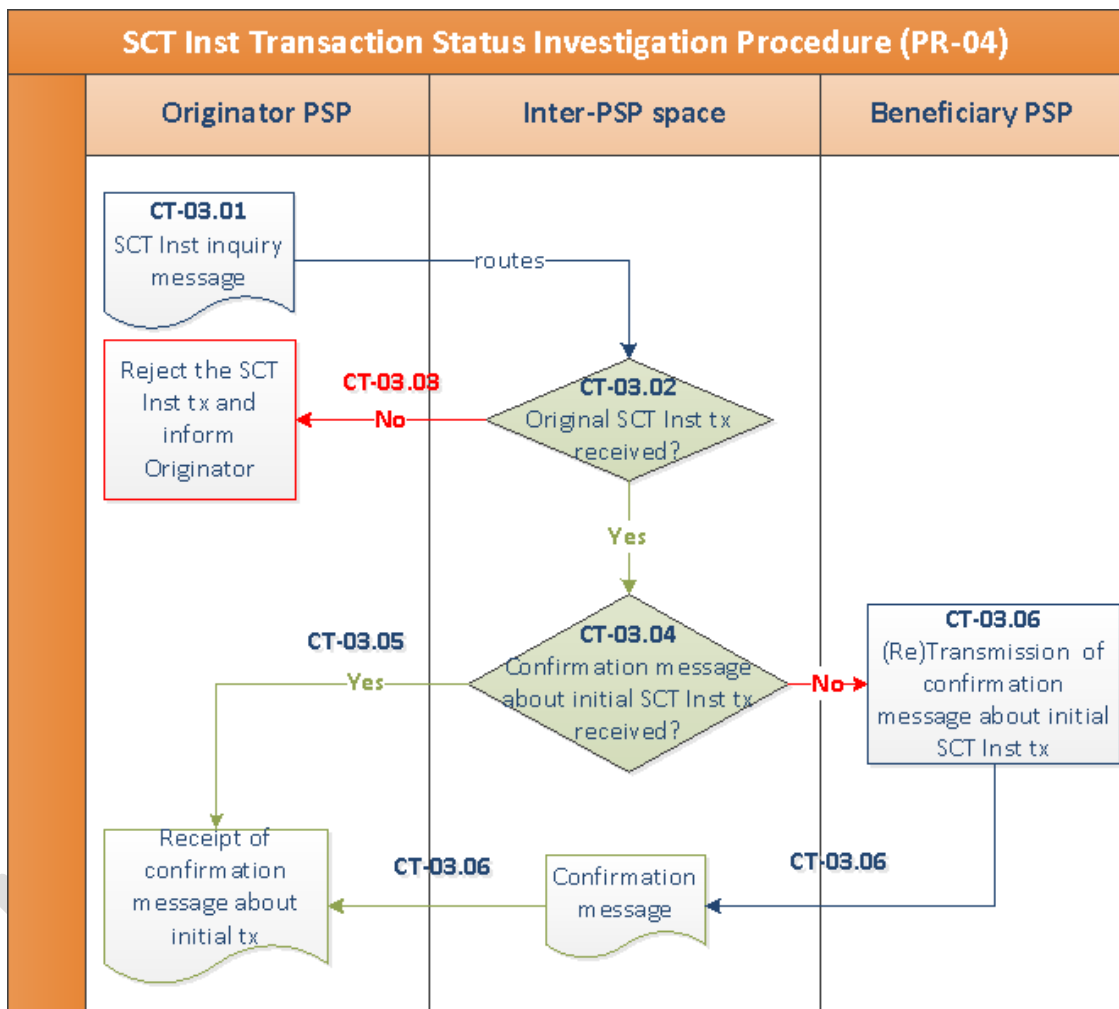 SCT Inst Transaction Status Investigation Procedure (PR-04)
Originator PSP
Inter-PSP space
Beneficiary PSP
CT-03.01
SCT Inst inquiry
message
routes
Reject the SCT
Inst tx and
inform
Originator
CT-03.03
No
CT-03.02
Original SCT Inst tx
received?
Yes
CT-03.05
Yes
CT-03.04
Confirmation message
about initial SCT Inst tx
received?
No
CT-03.06
(Re)Transmission of
confirmation
message about initial
SCT Inst tx
Receipt of
confirmation
message about
initial tx
CT-03.06
Confirmation
message
CT-03.06